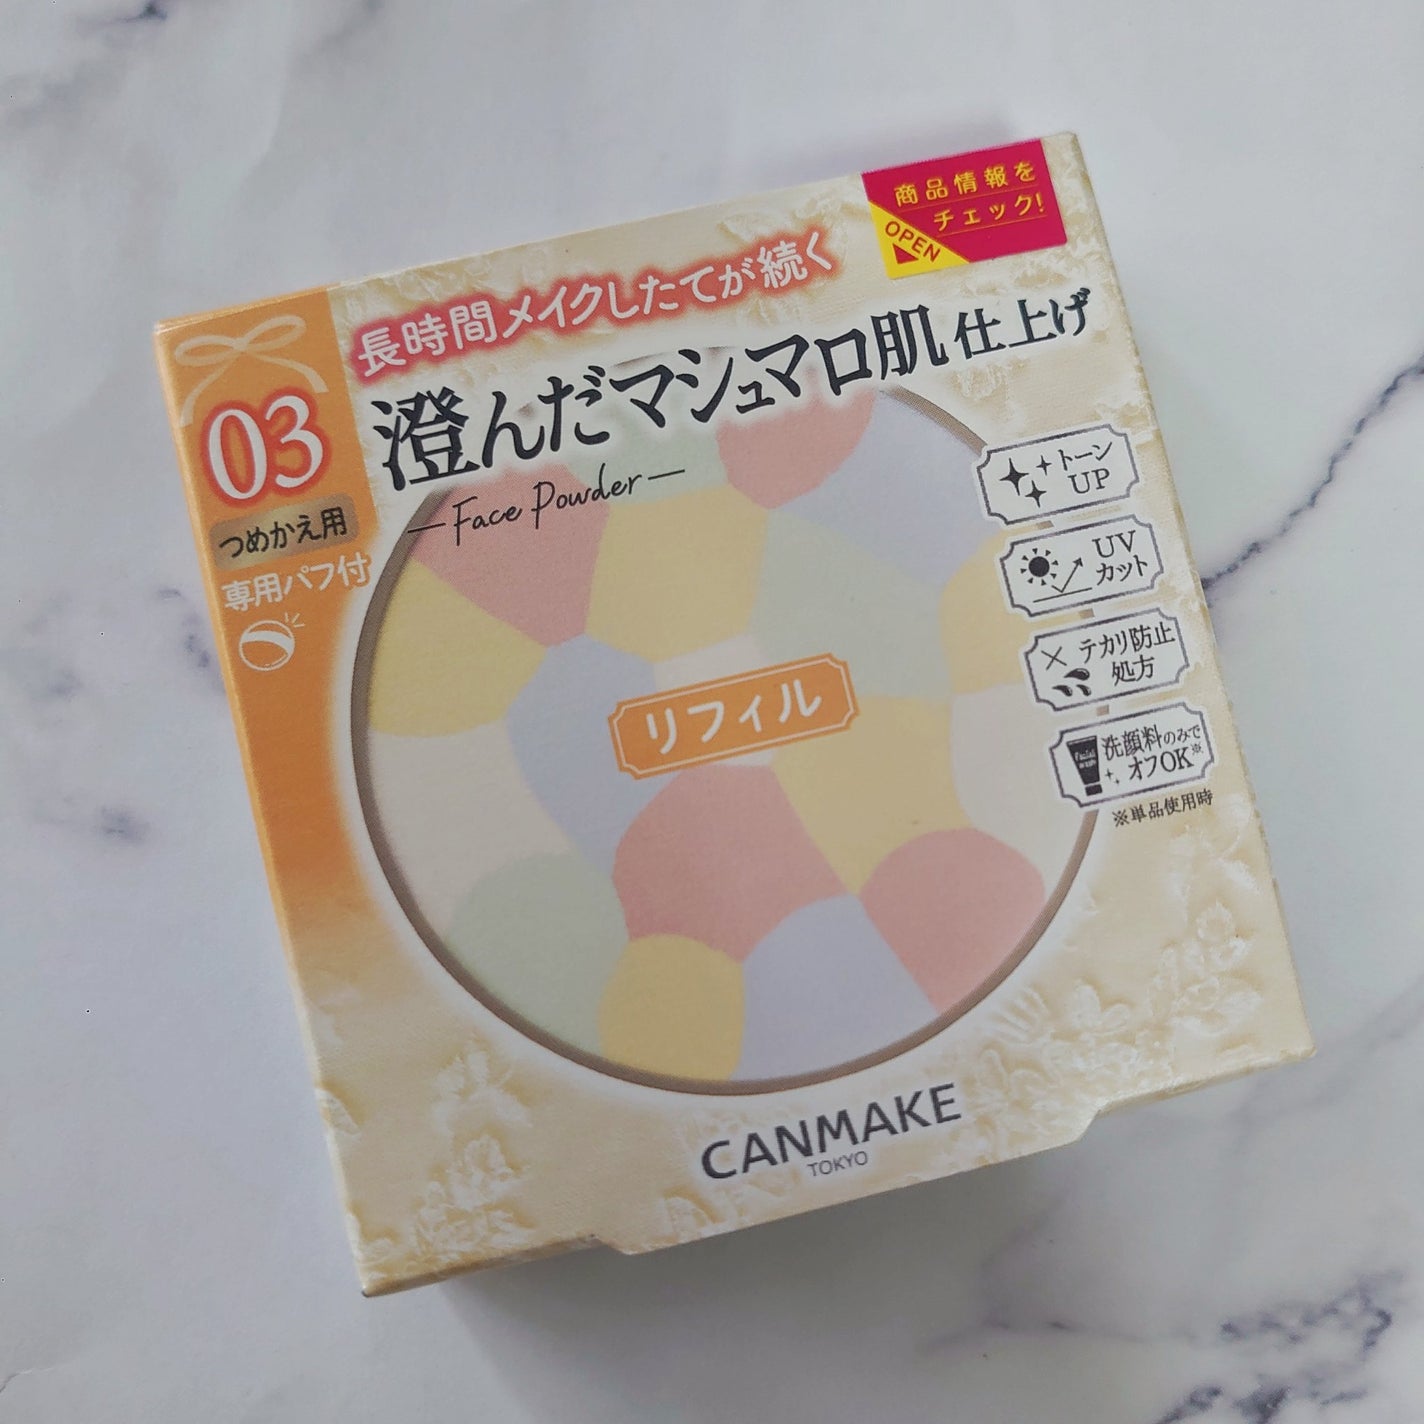 商品情報を
チェック!
OPEN
長時間メイクしたてが続く
澄んだマシュマロ肌仕上げ
Face Powder
03
つめかえ用
専用パフ付
トーン
UP
UV
カット
テカリ防止
処方
洗顔料のみで
オフOK※
※単品使用時
リフィル
CANMAKE
TOKYO